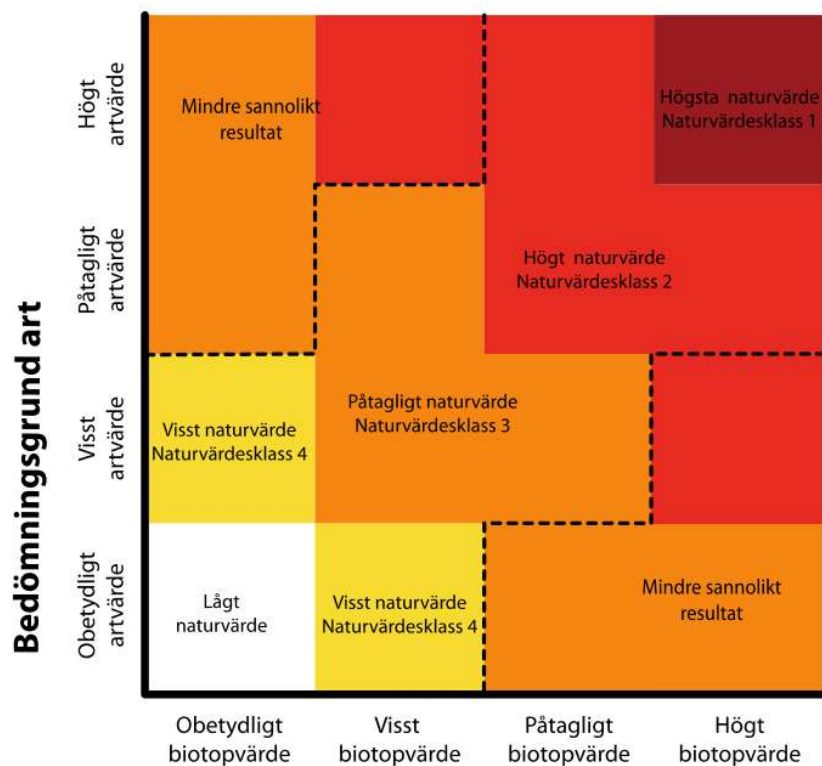 Bedömningsgrund art
Högt
artvärde
Påtagligt
artvärde
Visst
artvärde
Obetydligt
artvärde
Mindre sannolikt
resultat
Högsta naturvärde
Naturvärdesklass 1
Högt naturvärde
Naturvärdesklass 2
Påtagligt naturvärde
Naturvärdesklass 3
Visst naturvärde
Naturvärdesklass 4
Lågt
naturvärde
Visst naturvärde
Naturvärdesklass 4
Mindre sannolikt
resultat
Obetydligt
biotopvärde
Visst
biotopvärde
Påtagligt
biotopvärde
Högt
biotopvärde